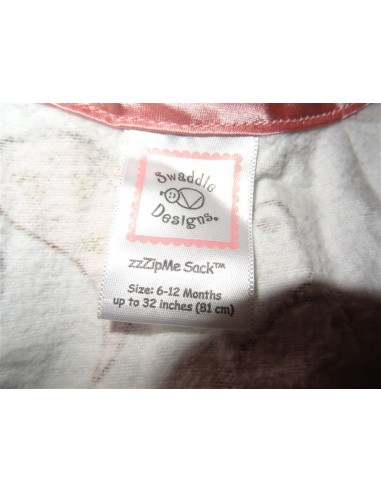 Swaddle
Designs®
zzZipMe Sack™
Size: 6-12 Months
up to 32 inches (81 cm)